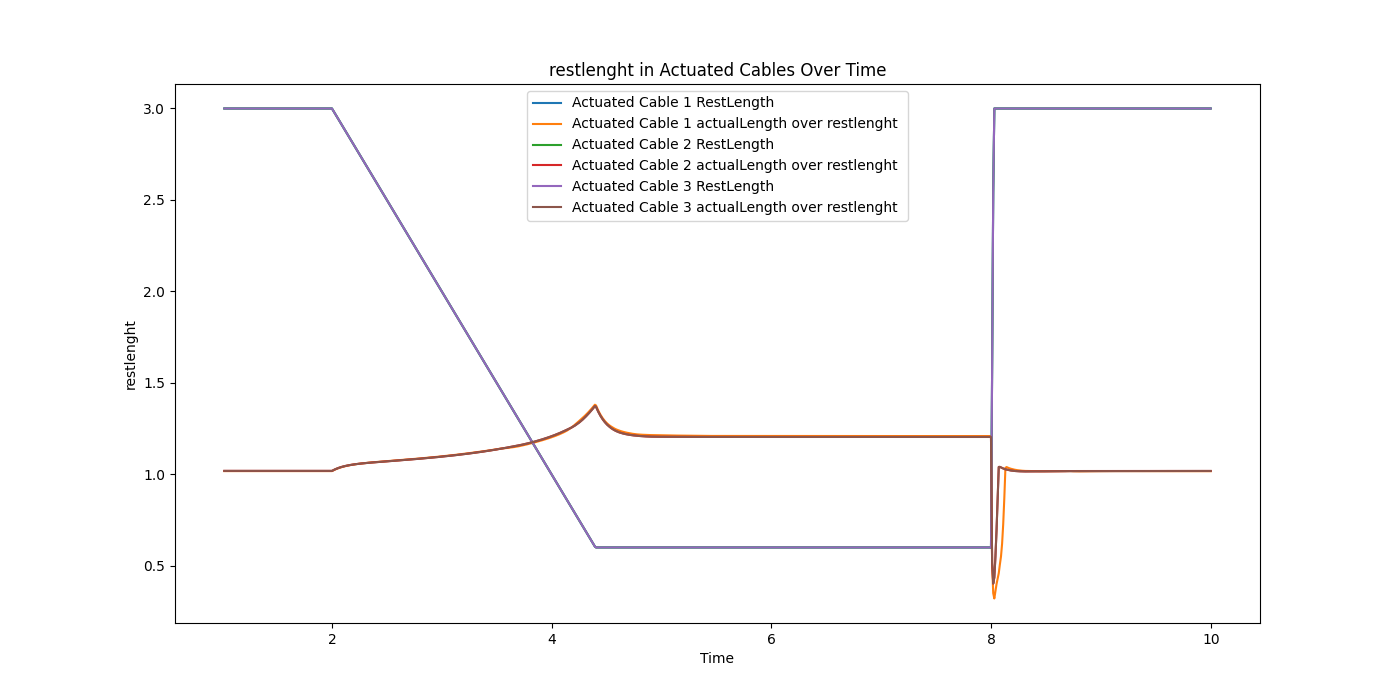 restlenght in Actuated Cables Over Time
Actuated Cable 1 RestLength
Actuated Cable 1 actualLength over restlenght
Actuated Cable 2 RestLength
Actuated Cable 2 actualLength over restlenght
Actuated Cable 3 RestLength
Actuated Cable 3 actualLength over restlenght
restlenght
3.0
2.5
2.0
1.5
1.0
0.5
2 4 6 8 10
Time